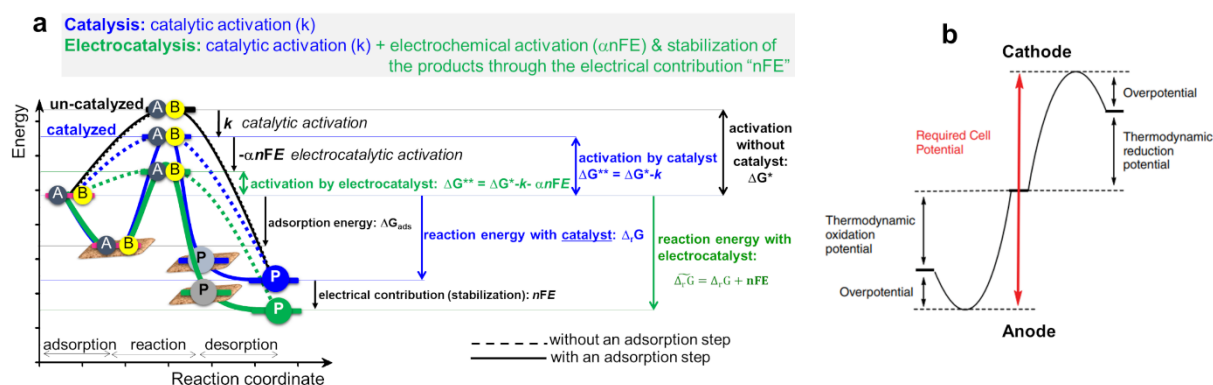 a
Catalysis: catalytic activation (k)
Electrocatalysis: catalytic activation (k) + electrochemical activation (αnFE) & stabilization of
the products through the electrical contribution “nFE”
Energy
un-catalyzed
catalyzed
A B
A B
A B
A B
A B
P
P
P
P
k catalytic activation
-αnFE electrocatalytic activation
activation by electrocatalyst: ΔG** = ΔG*-k- αnFE
activation by catalyst
ΔG** = ΔG*-k
activation
without
catalyst:
ΔG*
adsorption energy: ΔGads
reaction energy with catalyst: ΔrG
reaction energy with
electrocatalyst:
Δ͠rG = ΔrG + nFE
electrical contribution (stabilization): nFE
adsorption
reaction
desorption
Reaction coordinate
without an adsorption step
with an adsorption step
b
Cathode
Overpotential
Required Cell
Potential
Thermodynamic
reduction
potential
Thermodynamic
oxidation
potential
Overpotential
Anode